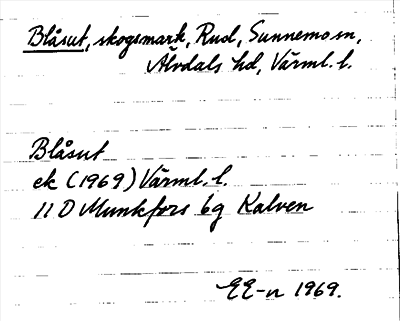 Blåsut, skogsmark, Rud, Sunnemo sn,
Älvdals hd, Värml. l.
Blåsut
ek (1969) Värml. l.
11 D Munkfors 6g Kalven
EE-n 1969.